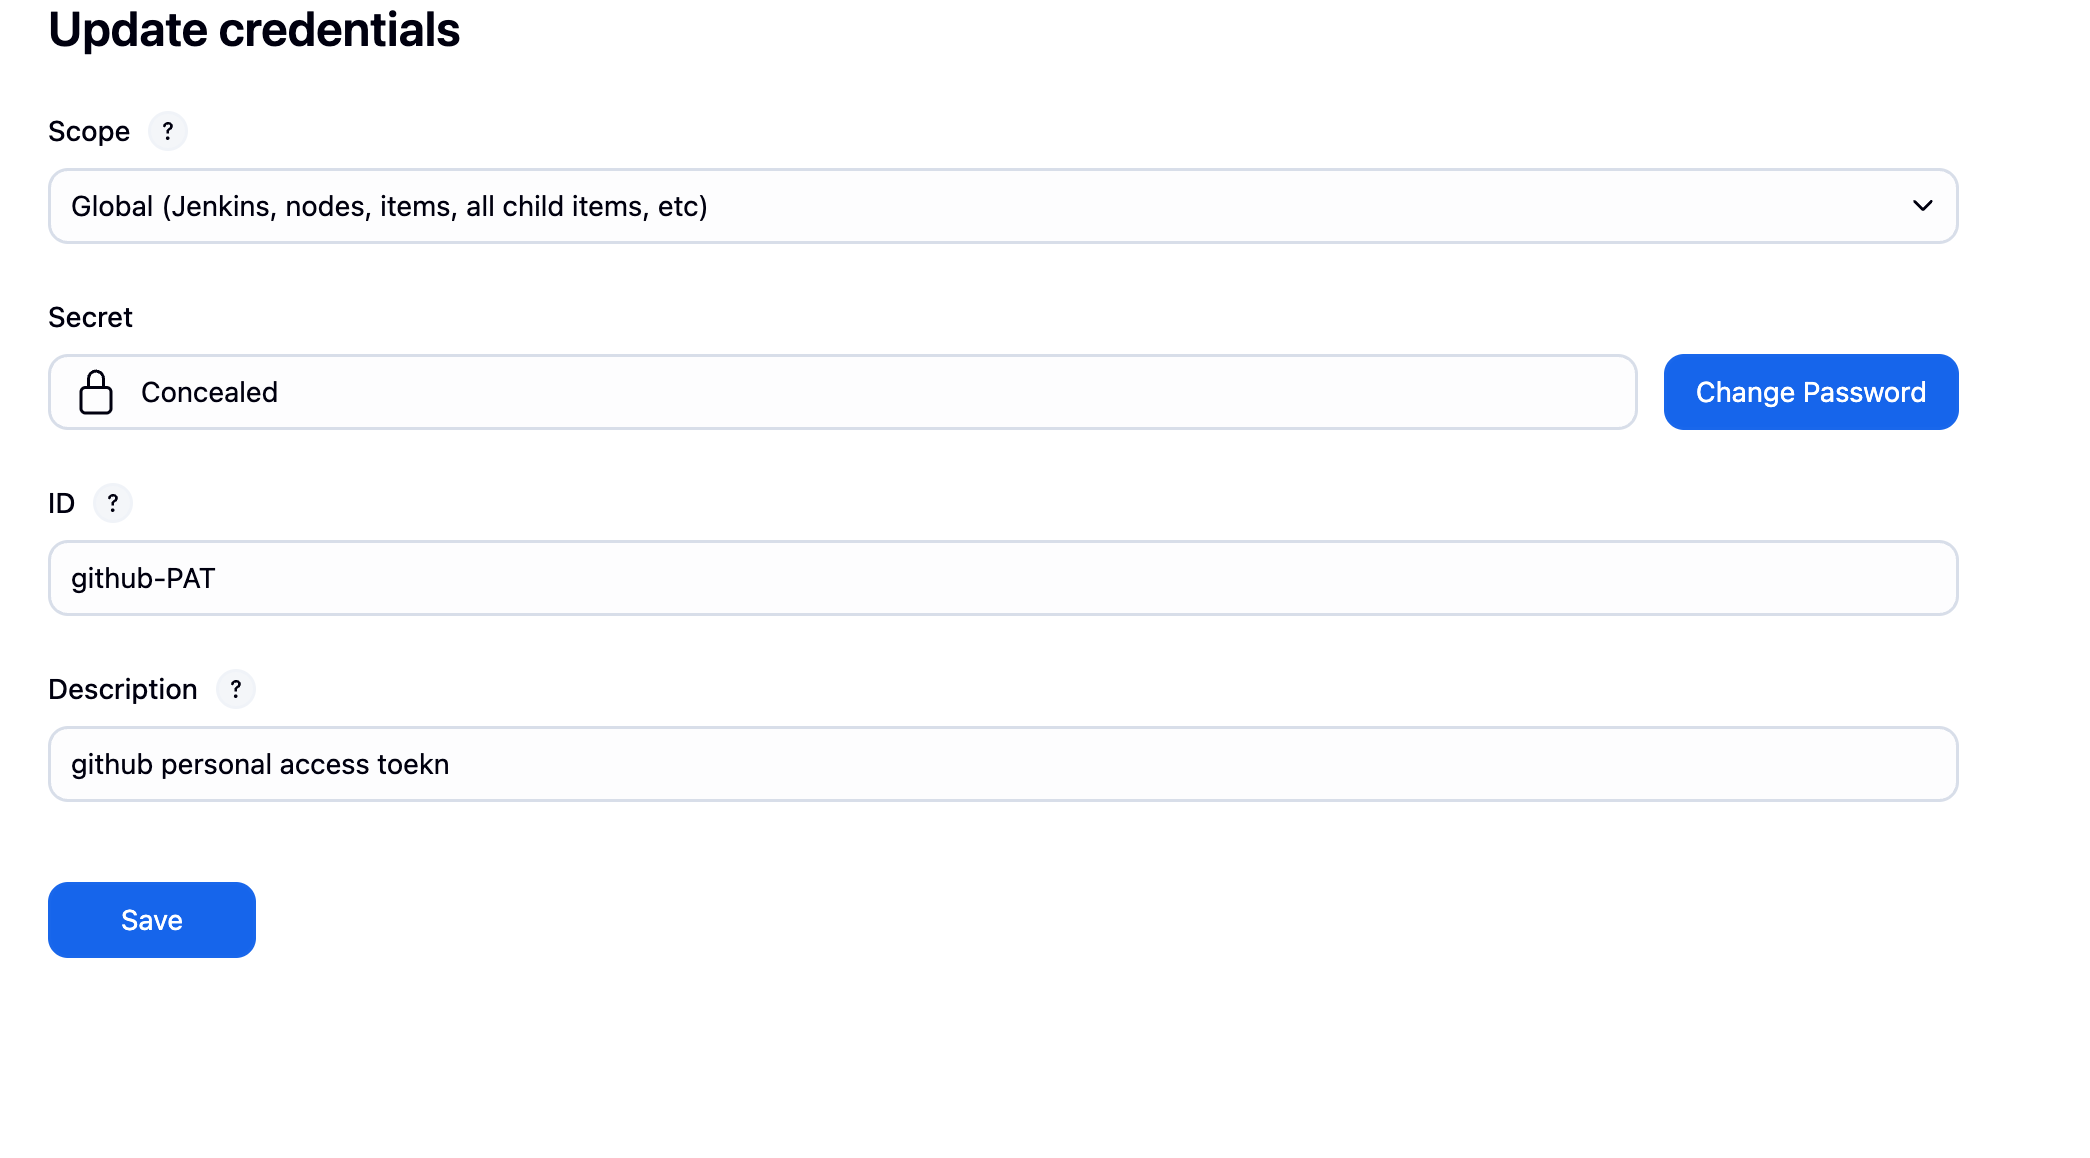 Update credentials
Scope ?
Global (Jenkins, nodes, items, all child items, etc)
Secret
Concealed
Change Password
ID ?
github-PAT
Description ?
github personal access toekn
Save